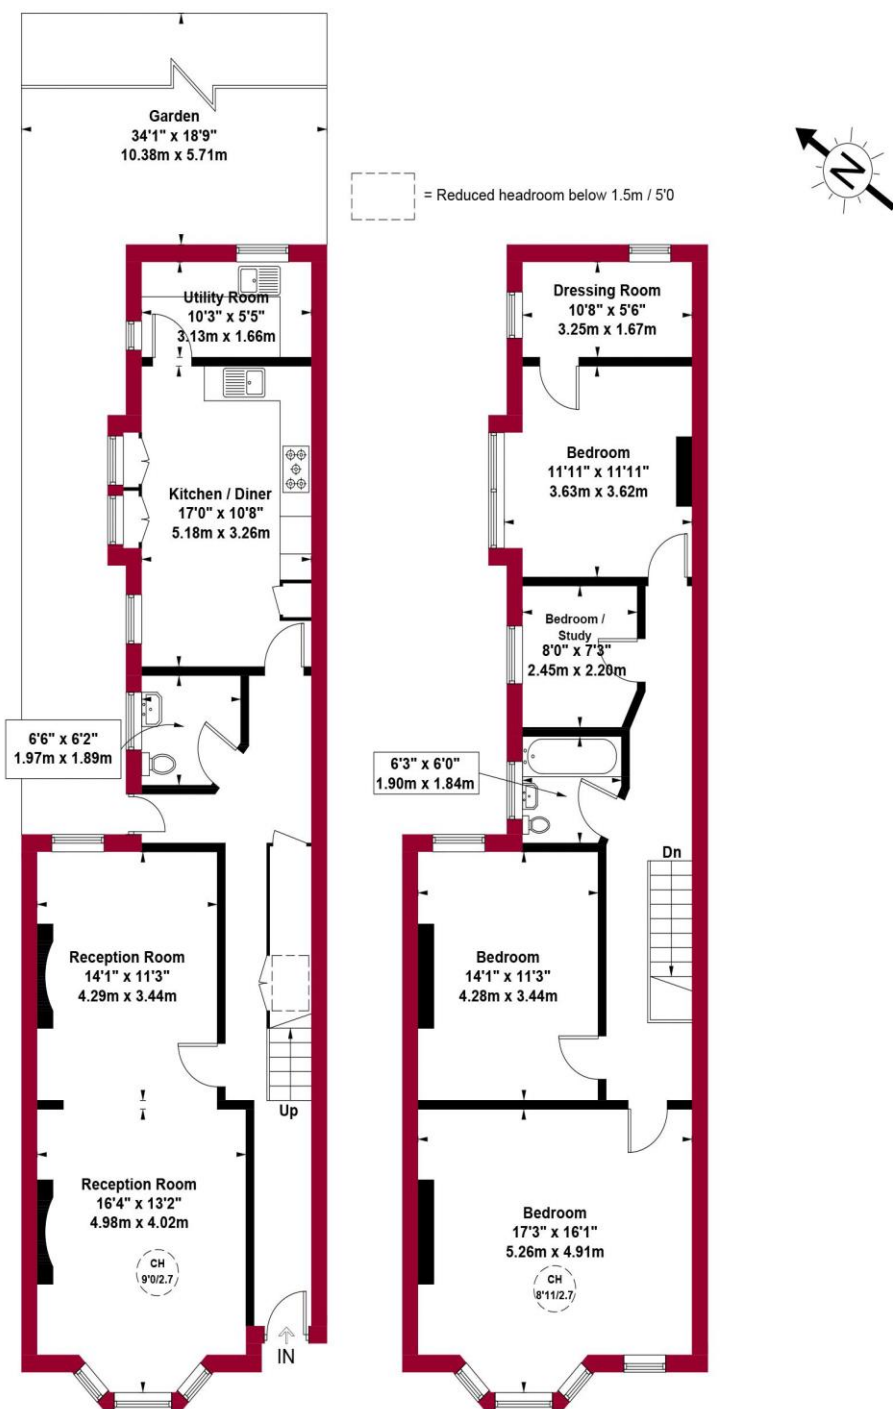 Garden
34'1" x 18'9"
10.38m x 5.71m
N
= Reduced headroom below 1.5m / 5'0
Utility Room
10'3" x 5'5"
3.13m x 1.66m
Kitchen / Diner
17'0" x 10'8"
5.18m x 3.26m
6'6" x 6'2"
1.97m x 1.89m
Reception Room
14'1" x 11'3"
4.29m x 3.44m
Up
Reception Room
16'4" x 13'2"
4.98m x 4.02m
CH
9'0/2.7
IN
Dressing Room
10'8" x 5'6"
3.25m x 1.67m
Bedroom
11'11" x 11'11"
3.63m x 3.62m
Bedroom /
Study
8'0" x 7'3"
2.45m x 2.20m
6'3" x 6'0"
1.90m x 1.84m
Dn
Bedroom
14'1" x 11'3"
4.28m x 3.44m
Bedroom
17'3" x 16'1"
5.26m x 4.91m
CH
8'11/2.7